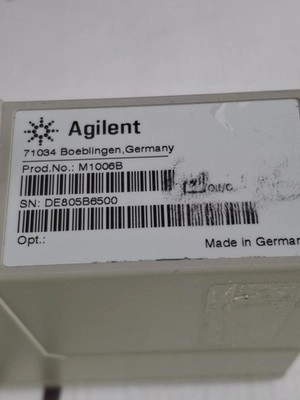 Agilent
71034 Boeblingen,Germany
Prod.No.: M1006B
SN: DE805B6500
Opt.:
Made in German